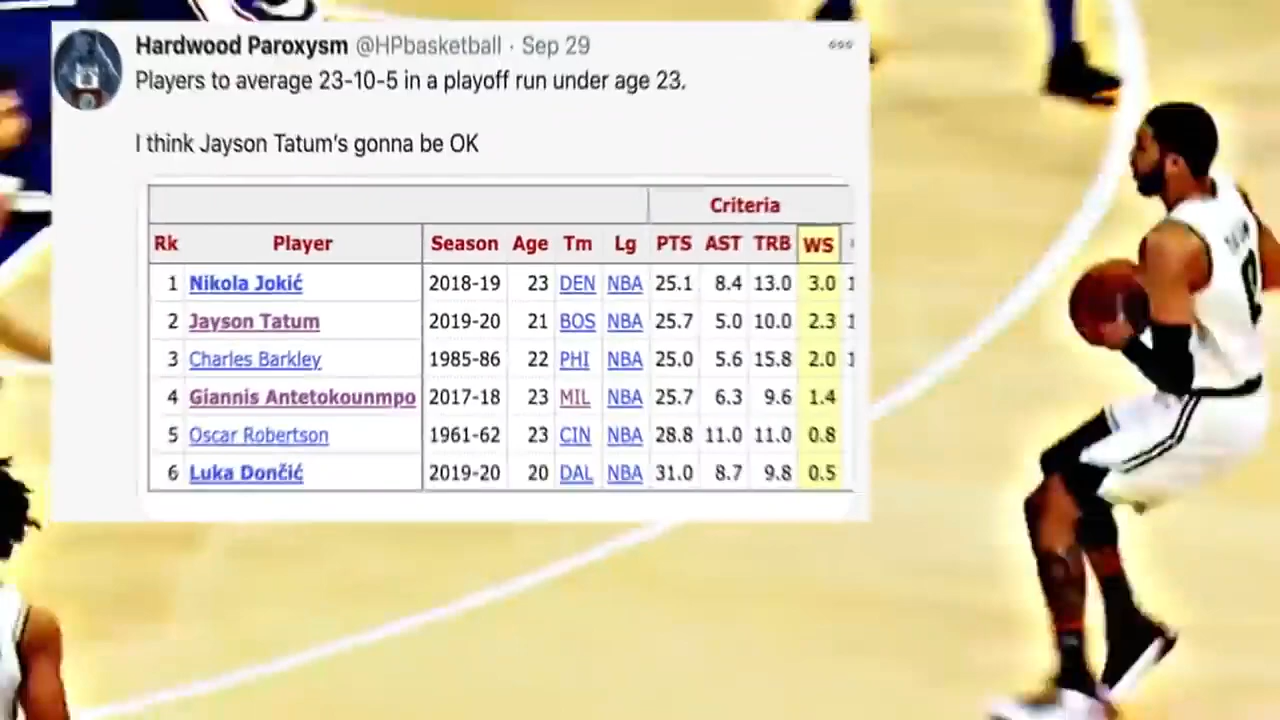 Hardwood Paroxysm @HPbasketball · Sep 29
Players to average 23-10-5 in a playoff run under age 23.
I think Jayson Tatum's gonna be OK
Criteria
Rk Player Season Age Tm Lg PTS AST TRB WS
1 Nikola Jokić 2018-19 23 DEN NBA 25.1 8.4 13.0 3.0 1
2 Jayson Tatum 2019-20 21 BOS NBA 25.7 5.0 10.0 2.3 1
3 Charles Barkley 1985-86 22 PHI NBA 25.0 5.6 15.8 2.0 1
4 Giannis Antetokounmpo 2017-18 23 MIL NBA 25.7 6.3 9.6 1.4
5 Oscar Robertson 1961-62 23 CIN NBA 28.8 11.0 11.0 0.8
6 Luka Dončić 2019-20 20 DAL NBA 31.0 8.7 9.8 0.5